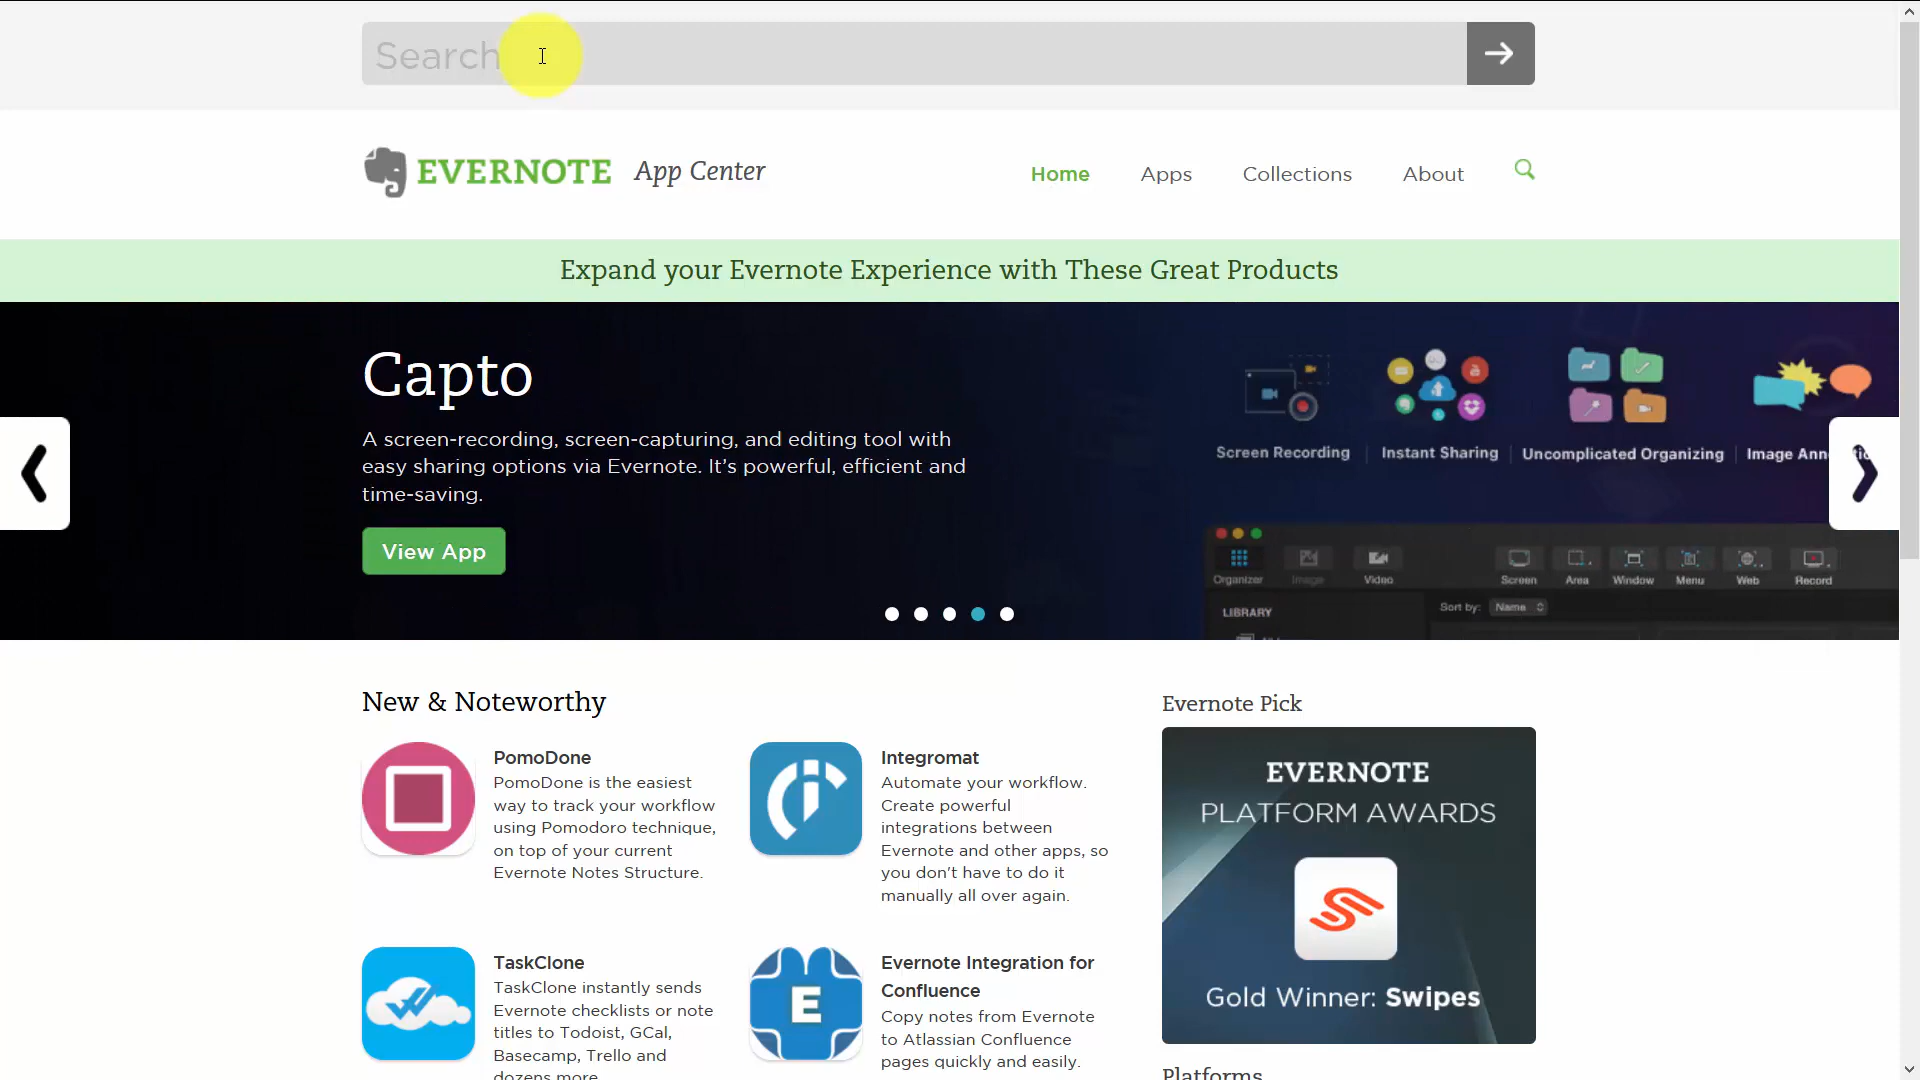 Search
EVERNOTE App Center
Home Apps Collections About
Expand your Evernote Experience with These Great Products
Capto
A screen-recording, screen-capturing, and editing tool with
easy sharing options via Evernote. It's powerful, efficient and
time-saving.
View App
Screen Recording
Instant Sharing
Uncomplicated Organizing
Organizer
Image
Video
Screen
Area
Window
Menu
Web
Record
LIBRARY
Sort by: Name
New & Noteworthy
PomoDone
PomoDone is the easiest
way to track your workflow
using Pomodoro technique,
on top of your current
Evernote Notes Structure.
Integromat
Automate your workflow.
Create powerful
integrations between
Evernote and other apps, so
you don't have to do it
manually all over again.
TaskClone
TaskClone instantly sends
Evernote checklists or note
titles to Todoist, GCal,
Basecamp, Trello and
dozens more
E
Evernote Integration for
Confluence
Copy notes from Evernote
to Atlassian Confluence
pages quickly and easily.
Evernote Pick
EVERNOTE
PLATFORM AWARDS
Gold Winner: Swipes
Platforms